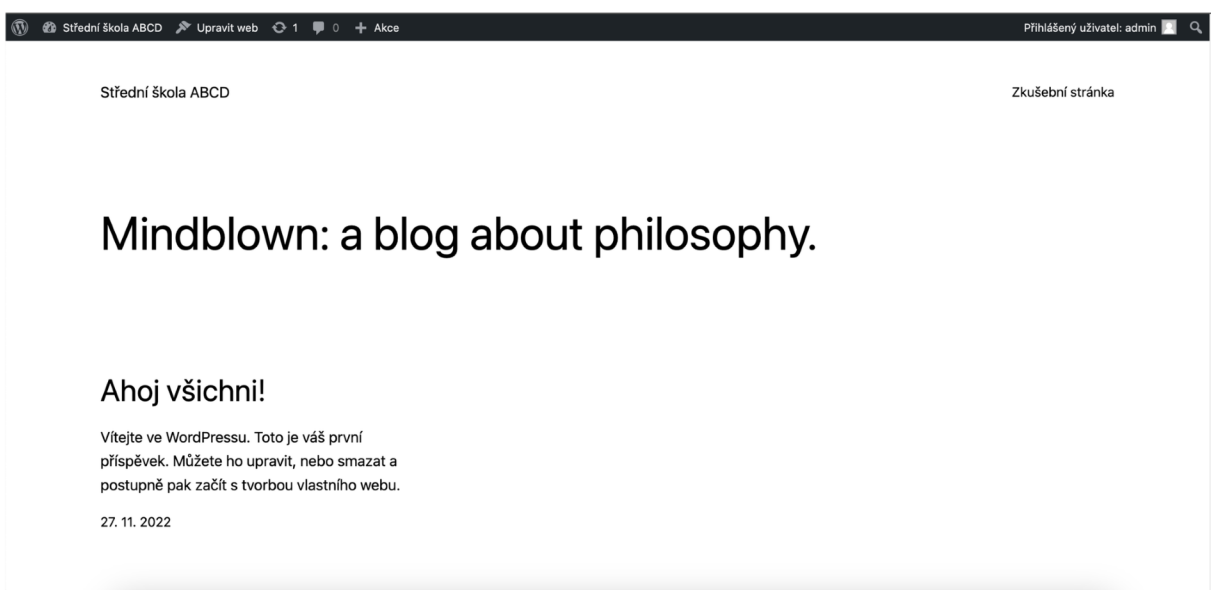 Střední škola ABCD Upravit web 1 0 Akce Přihlášený uživatel: admin
Střední škola ABCD Zkušební stránka
Mindblown: a blog about philosophy.
Ahoj všichni!
Vítejte ve WordPressu. Toto je váš první
příspěvek. Můžete ho upravit, nebo smazat a
postupně pak začít s tvorbou vlastního webu.
27. 11. 2022